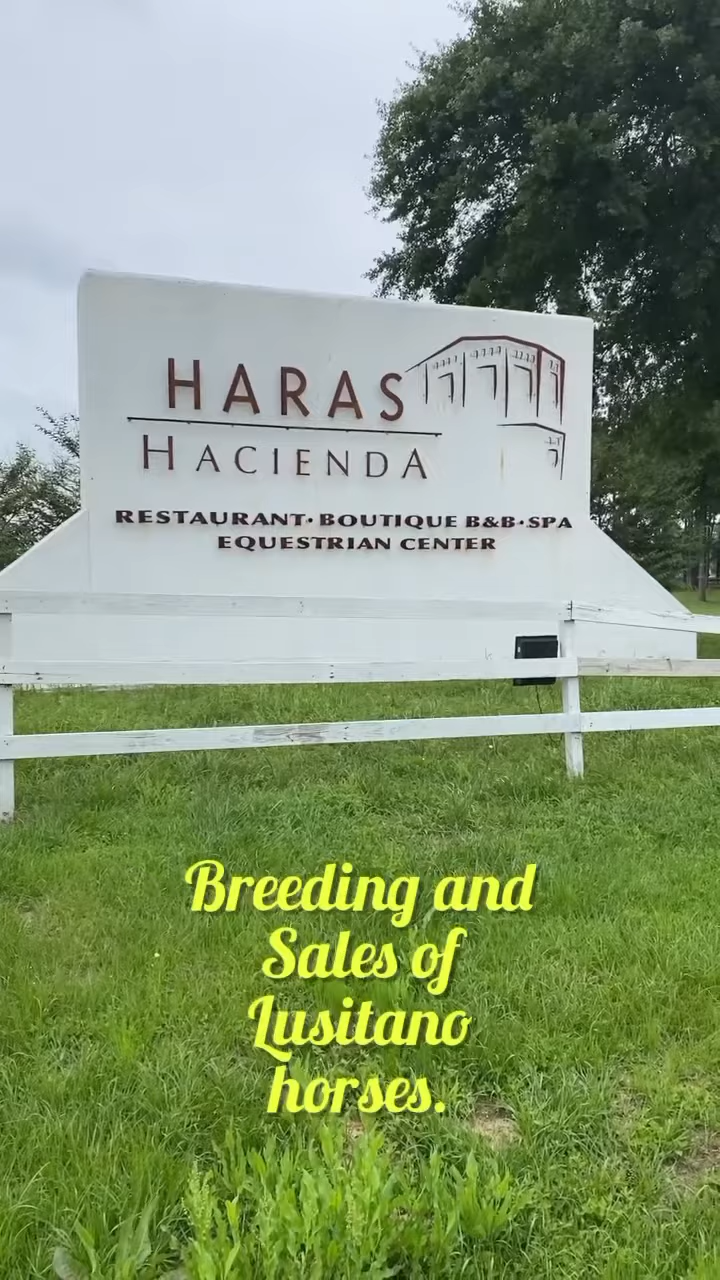 HARAS
HACIENDA
RESTAURANT · BOUTIQUE B&B · SPA
EQUESTRIAN CENTER
Breeding and
Sales of
Lusitano
horses.